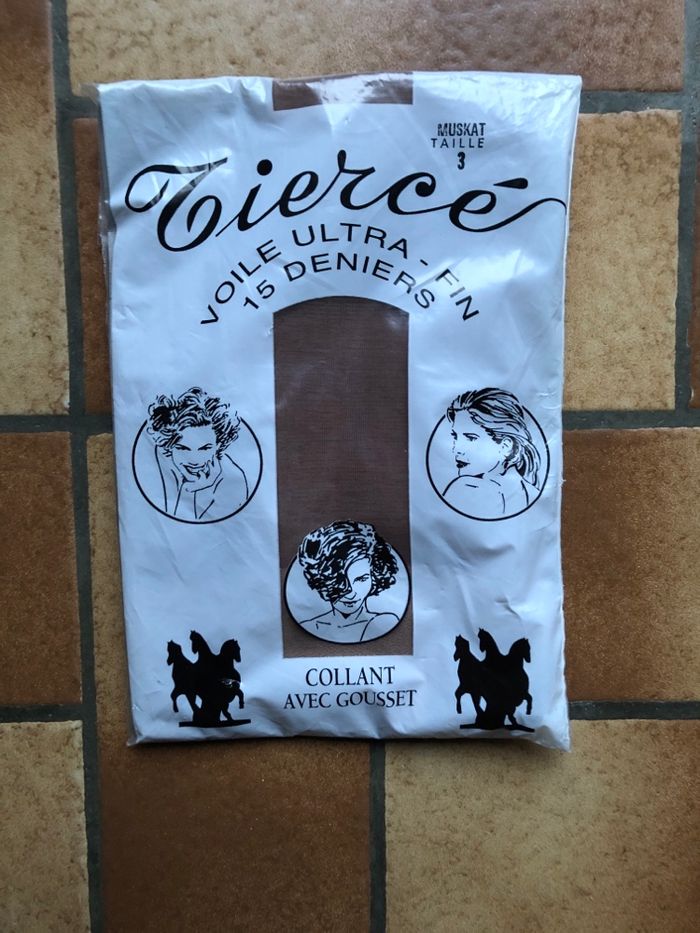 MUSKAT
TAILLE
3
Tiercé
VOILE ULTRA - FIN
15 DENIERS
COLLANT
AVEC GOUSSET